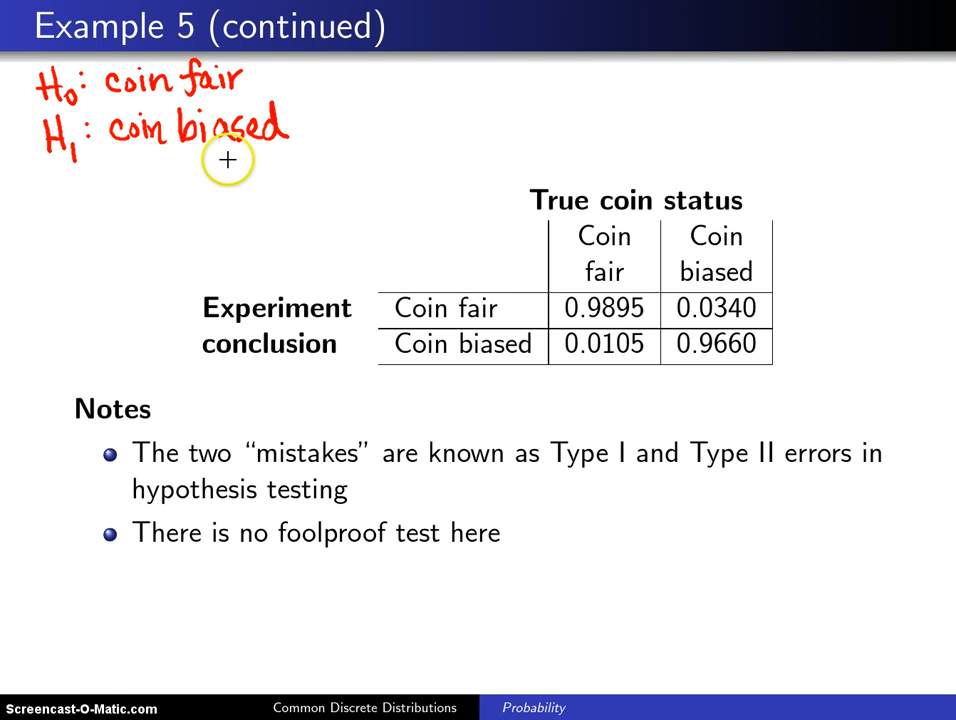 Example 5 (continued)
H₀: coin fair
H₁: coin biased
True coin status
Coin Coin
fair biased
Experiment Coin fair 0.9895 0.0340
conclusion Coin biased 0.0105 0.9660
Notes
The two “mistakes” are known as Type I and Type II errors in
hypothesis testing
There is no foolproof test here
Screencast-O-Matic.com Common Discrete Distributions Probability